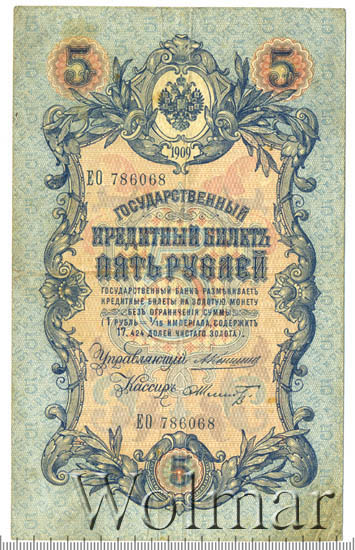 5 5
1909
ЕО 786068
ГОСУДАРСТВЕННЫЙ
КРЕДИТНЫЙ БИЛЕТЪ
ПЯТЬ РУБЛЕЙ
ГОСУДАРСТВЕННЫЙ БАНКЪ РАЗМѢНИВАЕТЪ
КРЕДИТНЫЕ БИЛЕТЫ НА ЗОЛОТУЮ МОНЕТУ
БЕЗЪ ОГРАНИЧЕНІЯ СУММЫ
(1 РУБЛЬ = 1/15 ИМПЕРІАЛА, СОДЕРЖИТЪ
17,424 ДОЛЕЙ ЧИСТАГО ЗОЛОТА).
Управляющій
Кассиръ
ЕО 786068
5
Wolmar